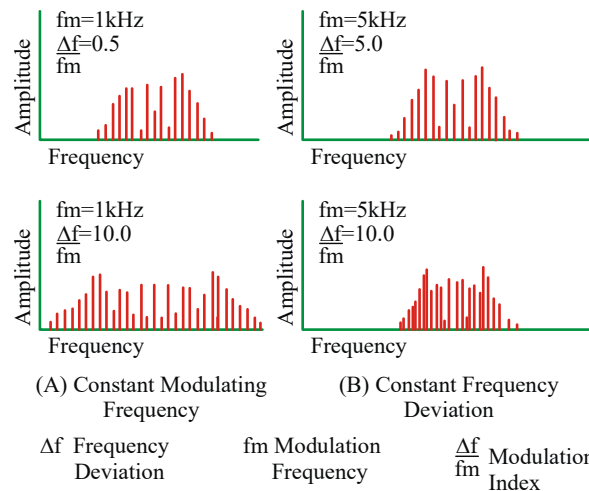 fm=1kHz
Δf/fm=0.5
Amplitude
Frequency
fm=5kHz
Δf/fm=5.0
Amplitude
Frequency
fm=1kHz
Δf/fm=10.0
Amplitude
Frequency
fm=5kHz
Δf/fm=10.0
Amplitude
Frequency
(A) Constant Modulating
Frequency
(B) Constant Frequency
Deviation
Δf Frequency
Deviation
fm Modulation
Frequency
Δf/fm Modulation
Index